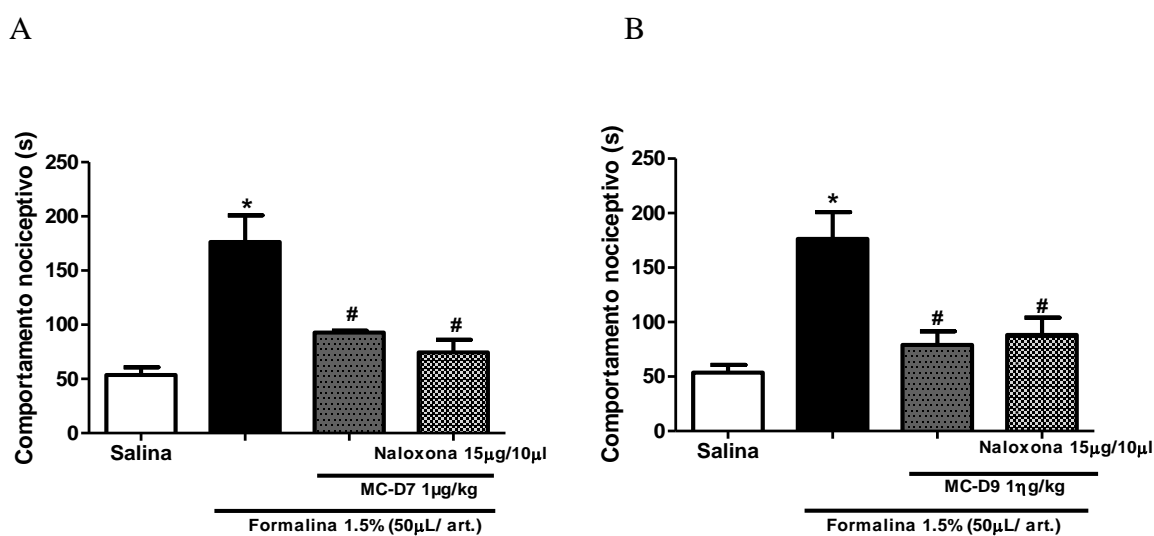 A
B
Comportamento nociceptivo (s)
250
200
150
100
50
0
*
#
#
Salina
Naloxona 15µg/10µl
MC-D7 1µg/kg
Formalina 1.5% (50µL/ art.)
Comportamento nociceptivo (s)
250
200
150
100
50
0
*
#
#
Salina
Naloxona 15µg/10µl
MC-D9 1ηg/kg
Formalina 1.5% (50µL/ art.)